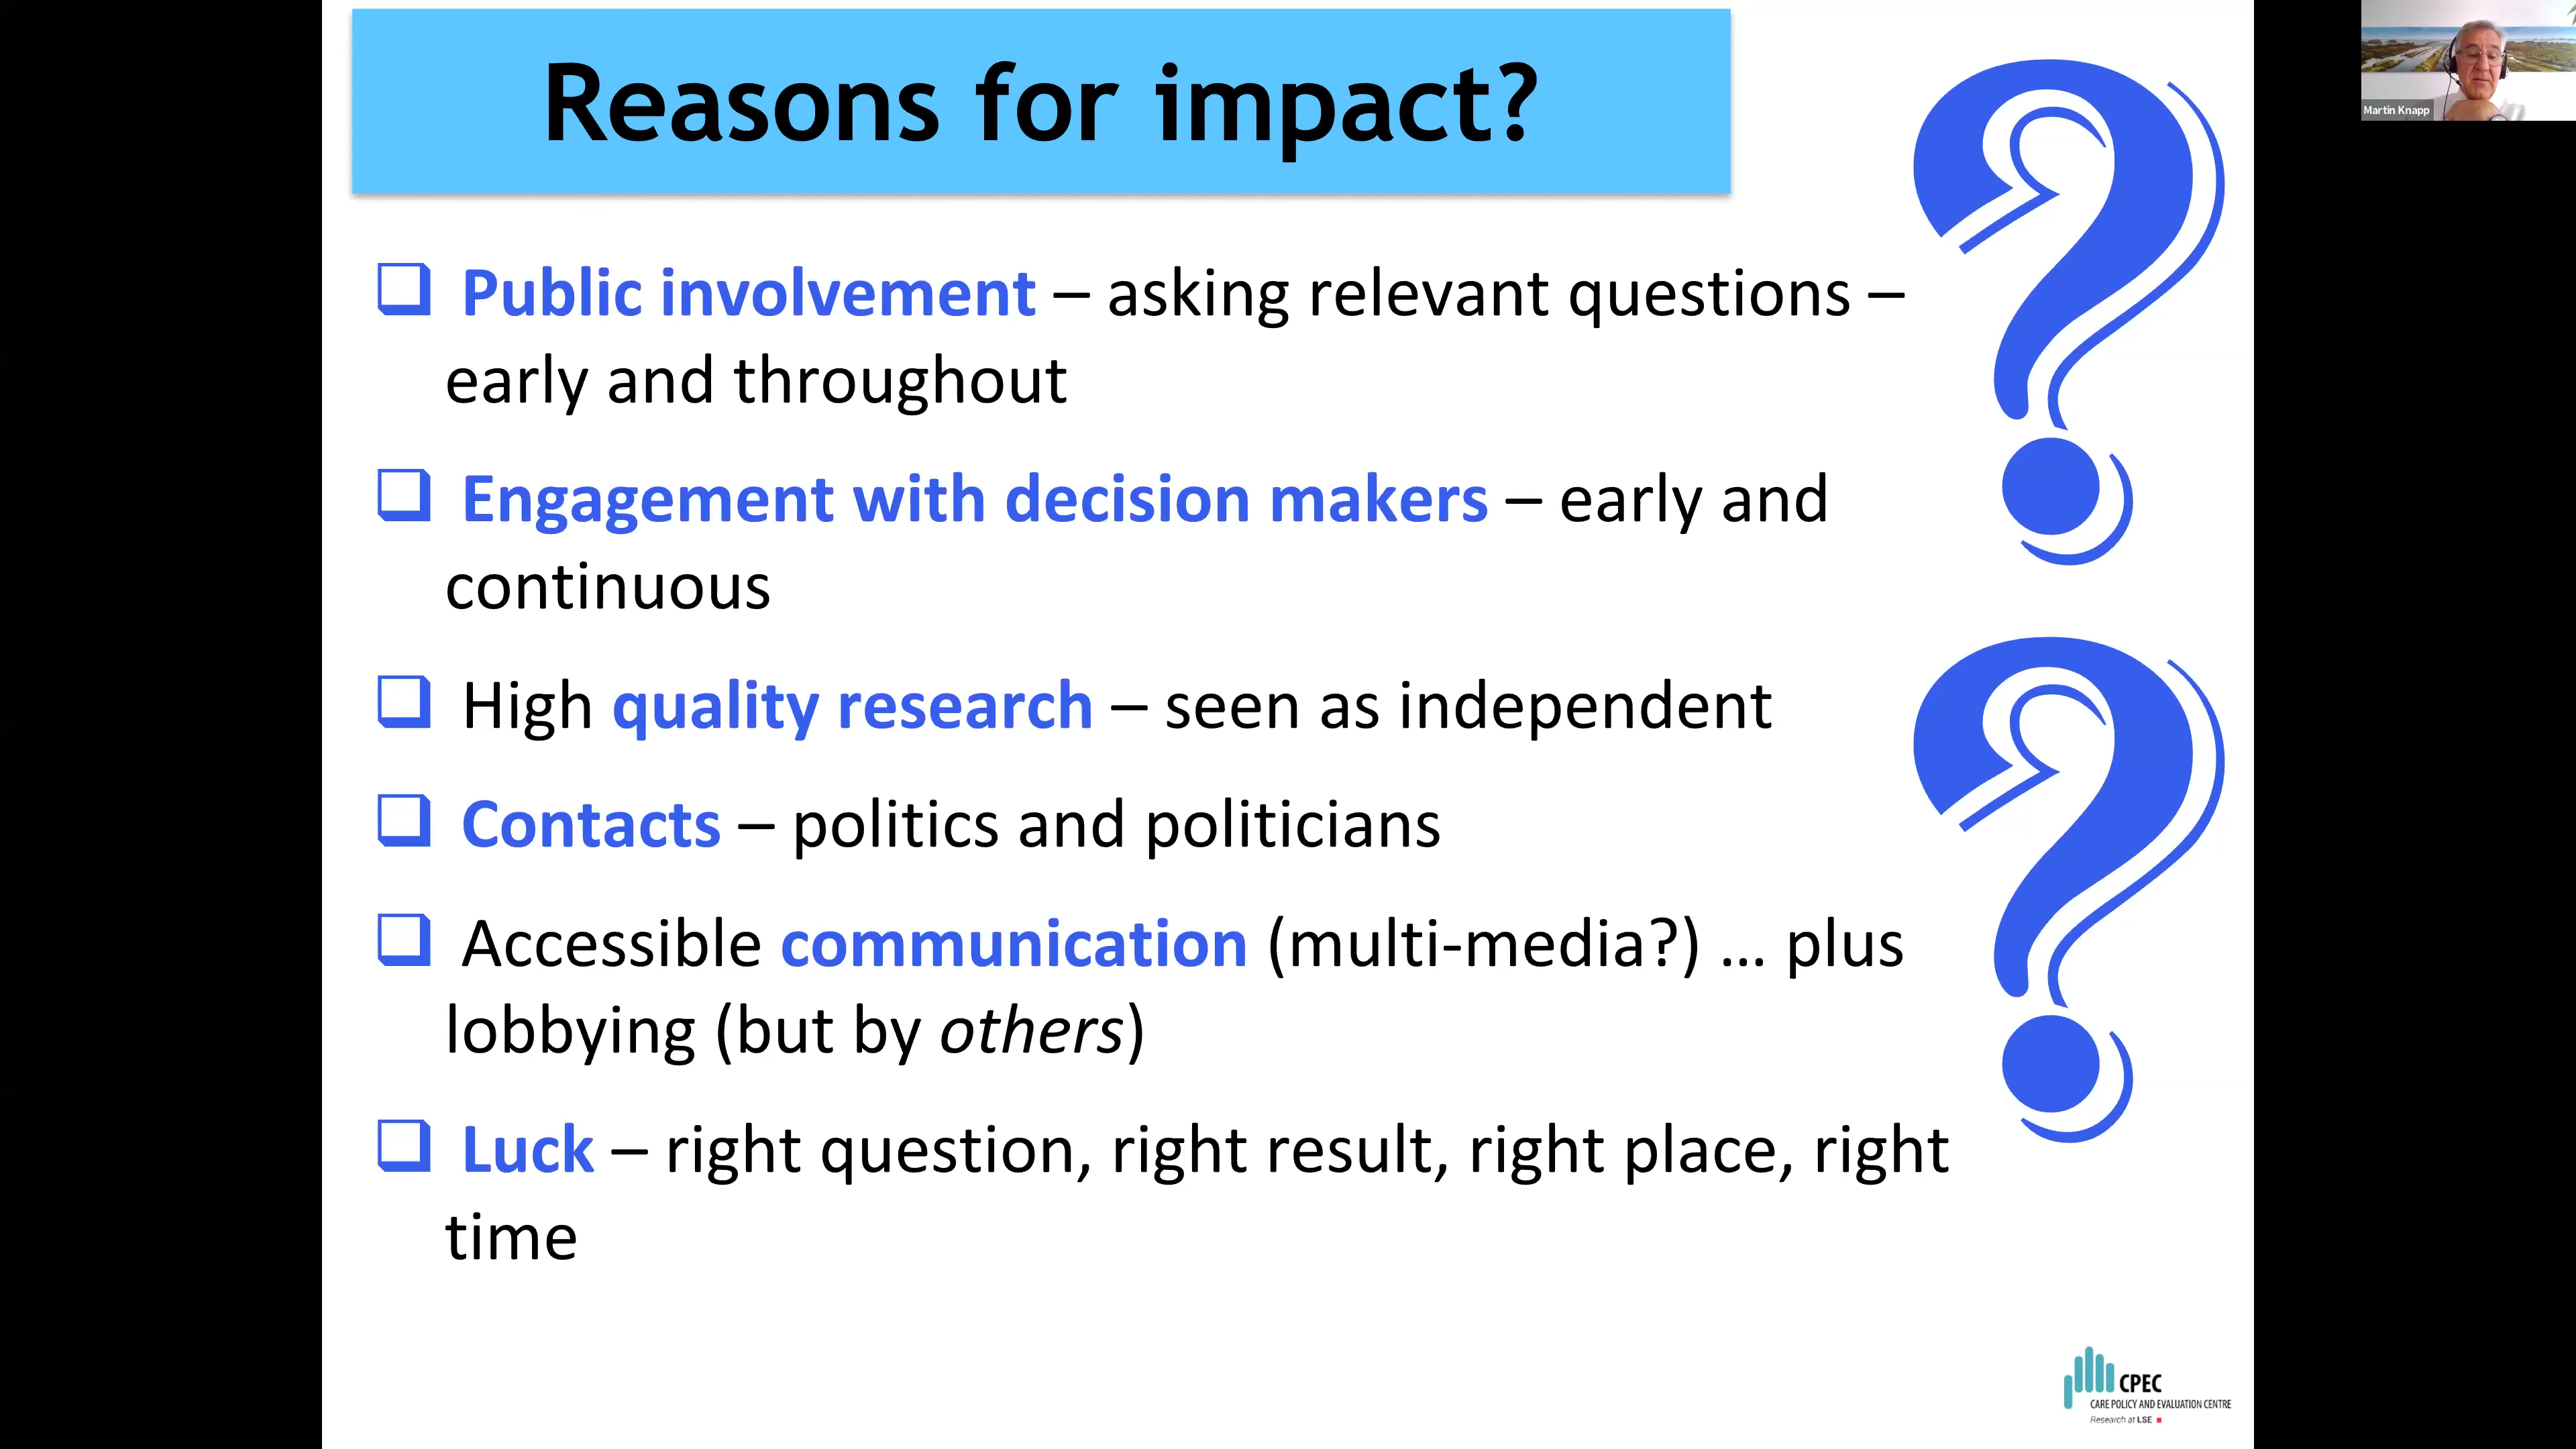 Reasons for impact?
Martin Knapp
Public involvement – asking relevant questions –
early and throughout
Engagement with decision makers – early and
continuous
High quality research – seen as independent
Contacts – politics and politicians
Accessible communication (multi-media?) ... plus
lobbying (but by others)
Luck – right question, right result, right place, right
time
CPEC
CARE POLICY AND EVALUATION CENTRE
Research at LSE